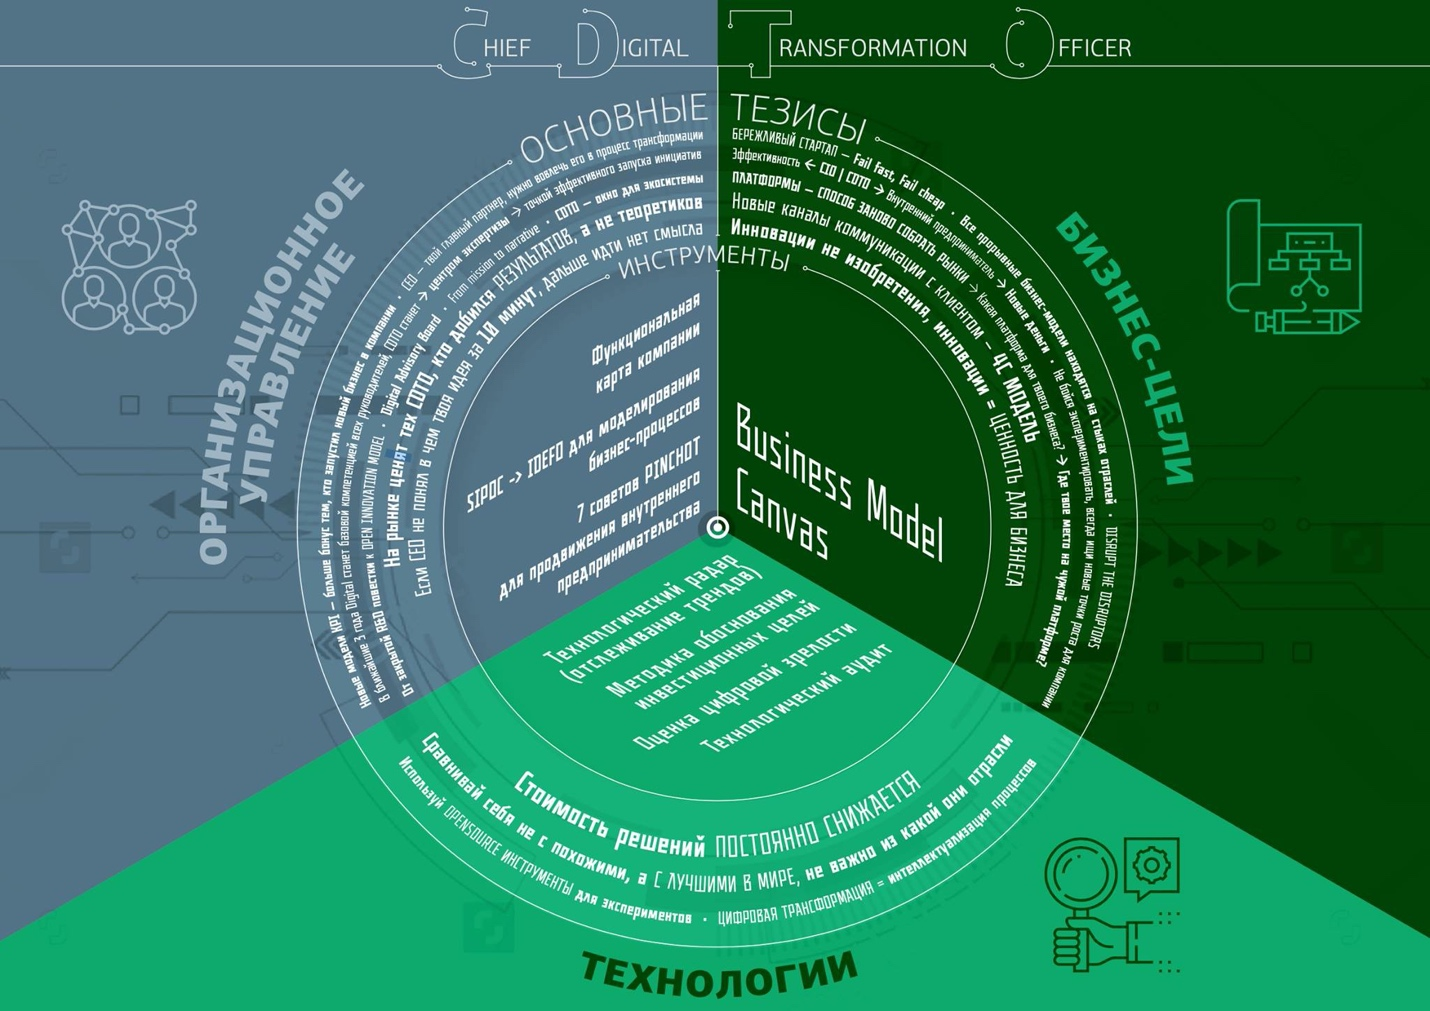 CHIEF DIGITAL TRANSFORMATION OFFICER
ОСНОВНЫЕ ТЕЗИСЫ
ИНСТРУМЕНТЫ
ОРГАНИЗАЦИОННОЕ
УПРАВЛЕНИЕ
Новые модели KPI – больше бонус тем, кто запустил новый бизнес в компании • CEO – твой главный партнер, нужно вовлечь его в процесс трансформации
В ближайшие 3 года Digital станет базовой компетенцией всех руководителей, CDTO станет → центром экспертизы → точкой эффективного запуска инициатив
От закрытой R&D повестки к OPEN INNOVATION MODEL • Digital Advisory Board • From mission to narrative • CDTO – окно для экосистемы
На рынке ценят тех CDTO, кто добился РЕЗУЛЬТАТОВ, а не теоретиков
Если CEO не понял в чем твоя идея за 10 минут, дальше идти нет смысла
Функциональная
карта компании
SIPOC -> IDEFO для моделирования
бизнес-процессов
7 советов PINCHOT
для продвижения внутреннего
предпринимательства
БИЗНЕС-ЦЕЛИ
БЕРЕЖЛИВЫЙ СТАРТАП – Fail fast, Fail cheap • Все прорывные бизнес-модели находятся на стыках отраслей • DISRUPT THE DISRUPTORS
Эффективность ← CIO | CDTO → Внутренний предприниматель → Новые деньги • Не бойся экспериментировать, всегда ищи новые точки роста для компании
ПЛАТФОРМЫ – СПОСОБ ЗАНОВО СОБРАТЬ РЫНКИ → Какая платформа для твоего бизнеса? → Где твое место на чужой платформе?
Новые каналы коммуникации с клиентом – 4С МОДЕЛЬ
Инновации не изобретения, инновации = ЦЕННОСТЬ ДЛЯ БИЗНЕСА
Business Model
Canvas
Технологический радар
(отслеживание трендов)
Методика обоснования
инвестиционных целей
Оценка цифровой зрелости
Технологический аудит
Стоимость решений ПОСТОЯННО СНИЖАЕТСЯ
Сравнивай себя не с похожими, а С ЛУЧШИМИ В МИРЕ, не важно из какой они отрасли
Используй OPENSOURCE ИНСТРУМЕНТЫ для экспериментов • ЦИФРОВАЯ ТРАНСФОРМАЦИЯ = интеллектуализация процессов
ТЕХНОЛОГИИ